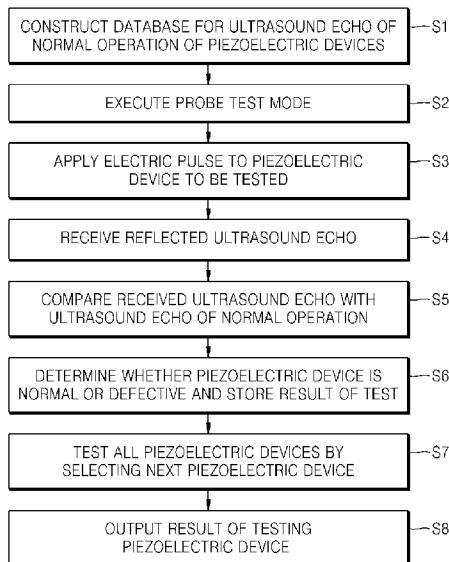 CONSTRUCT DATABASE FOR ULTRASOUND ECHO OF
NORMAL OPERATION OF PIEZOELECTRIC DEVICES
S1
EXECUTE PROBE TEST MODE
S2
APPLY ELECTRIC PULSE TO PIEZOELECTRIC
DEVICE TO BE TESTED
S3
RECEIVE REFLECTED ULTRASOUND ECHO
S4
COMPARE RECEIVED ULTRASOUND ECHO WITH
ULTRASOUND ECHO OF NORMAL OPERATION
S5
DETERMINE WHETHER PIEZOELECTRIC DEVICE IS
NORMAL OR DEFECTIVE AND STORE RESULT OF TEST
S6
TEST ALL PIEZOELECTRIC DEVICES BY
SELECTING NEXT PIEZOELECTRIC DEVICE
S7
OUTPUT RESULT OF TESTING
PIEZOELECTRIC DEVICE
S8